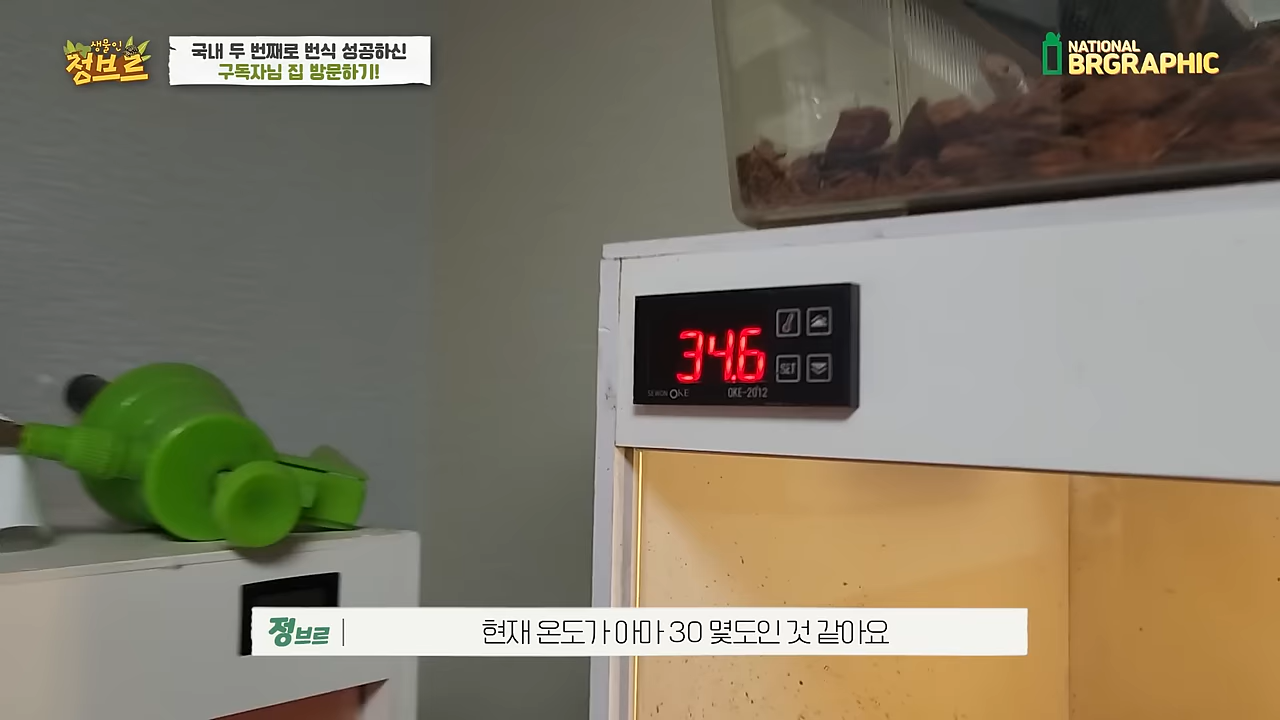 생물인
정브르
국내 두 번째로 번식 성공하신
구독자님 집 방문하기!
NATIONAL
BRGRAPHIC
34.6
SET
SEWON OKE
OKE-2012
정브르
현재 온도가 아마 30 몇도인 것 같아요